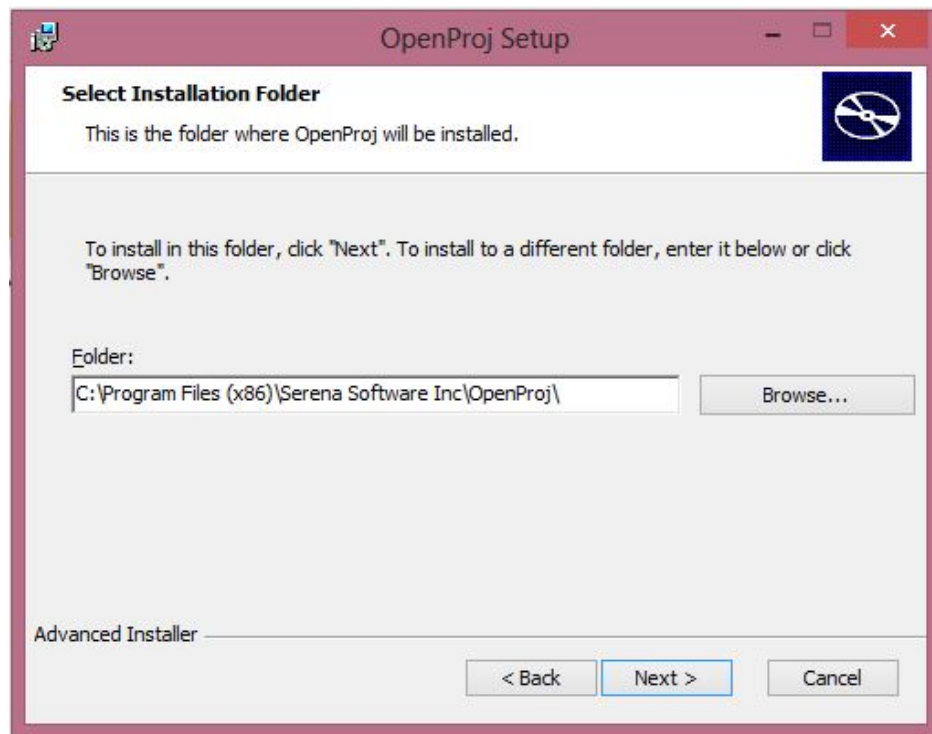 OpenProj Setup
Select Installation Folder
This is the folder where OpenProj will be installed.
To install in this folder, click "Next". To install to a different folder, enter it below or click
"Browse".
Folder:
C:\Program Files (x86)\Serena Software Inc\OpenProj\
Browse...
Advanced Installer
< Back
Next >
Cancel